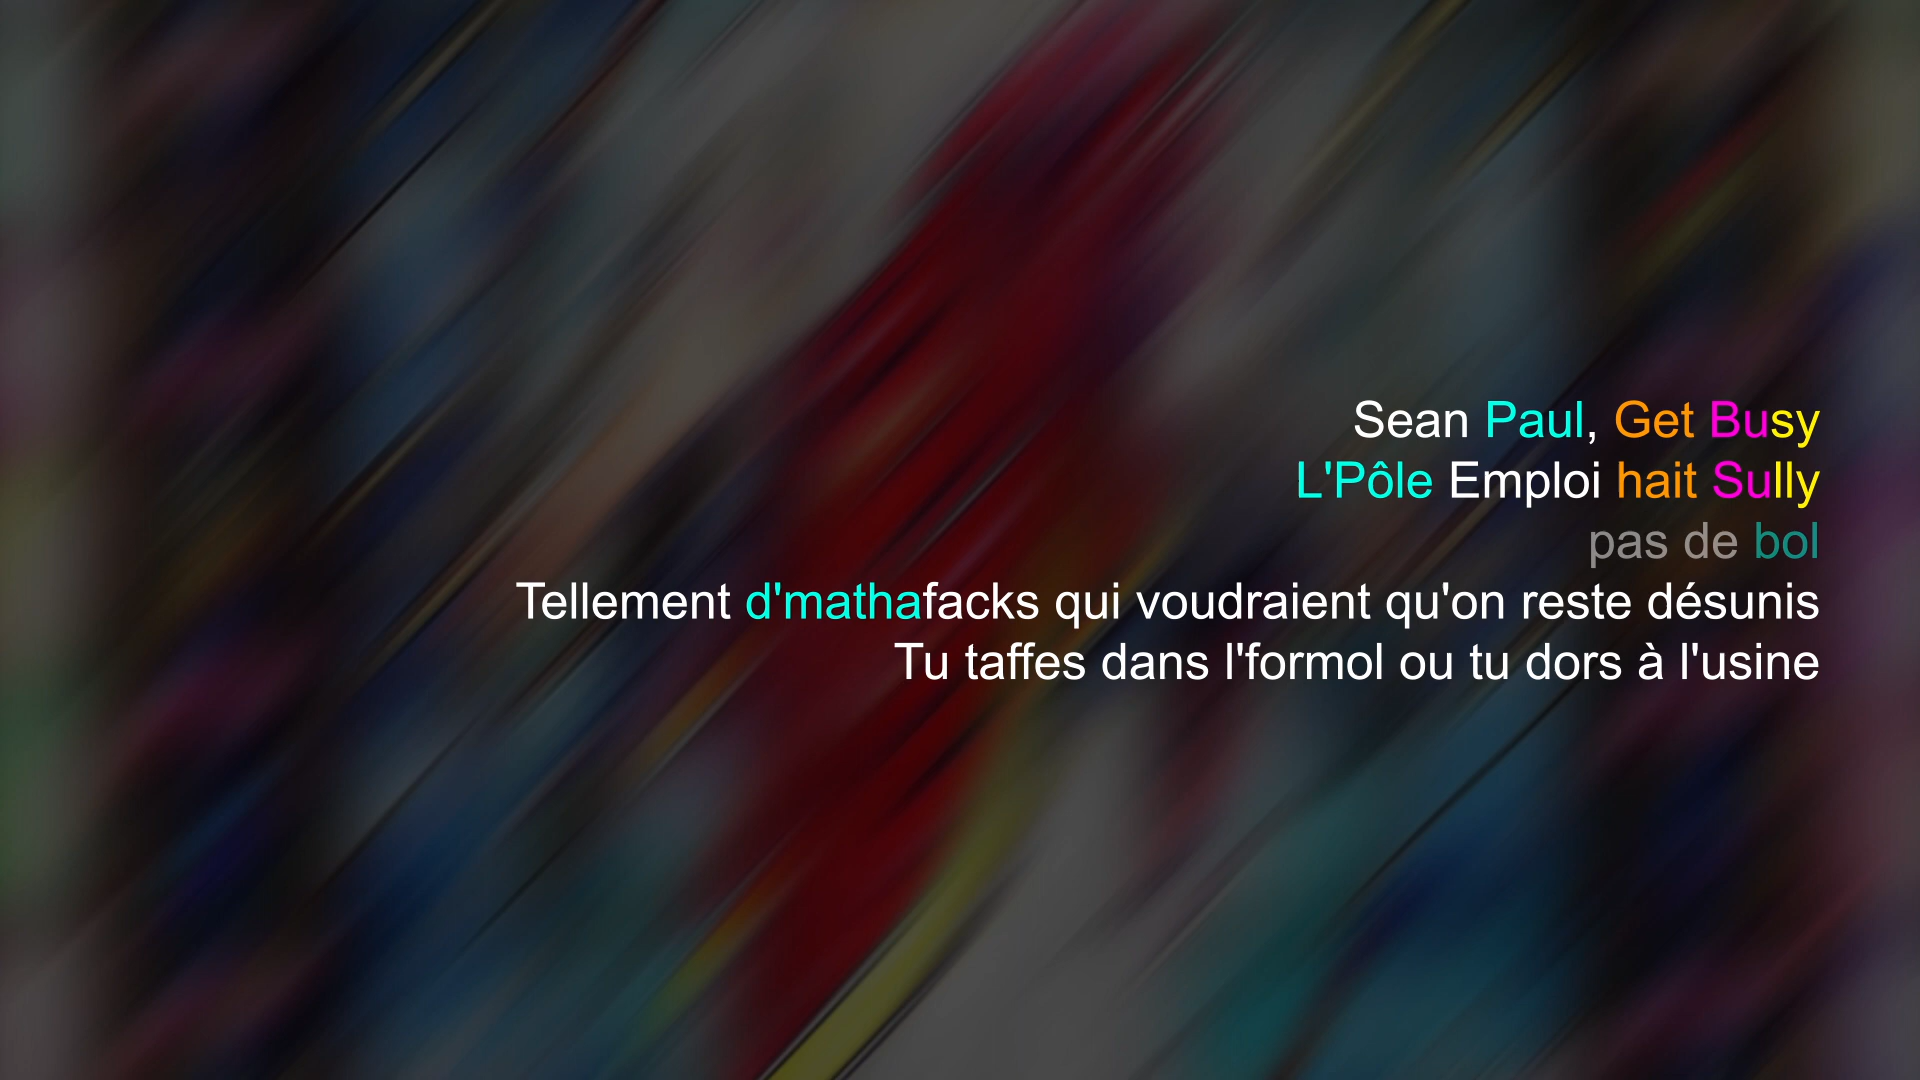 Sean Paul, Get Busy
L'Pôle Emploi hait Sully
pas de bol
Tellement d'mathafacks qui voudraient qu'on reste désunis
Tu taffes dans l'formol ou tu dors à l'usine